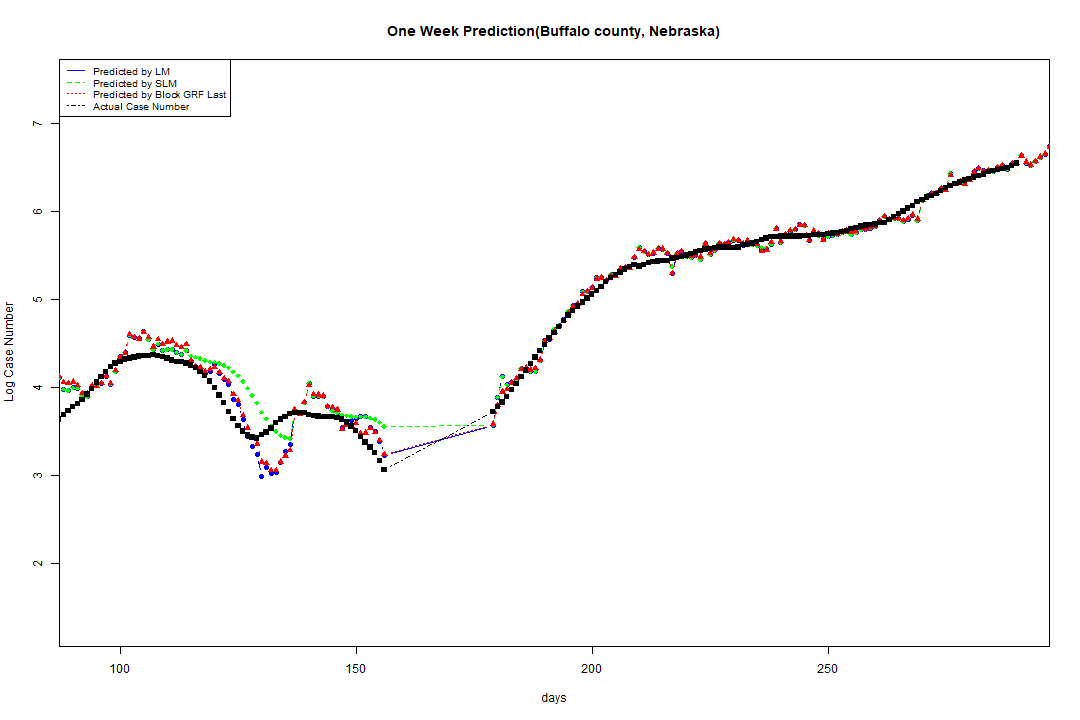 One Week Prediction(Buffalo county, Nebraska)
Predicted by LM
Predicted by SLM
Predicted by Block GRF Last
Actual Case Number
Log Case Number
7
6
5
4
3
2
100 150 200 250
days